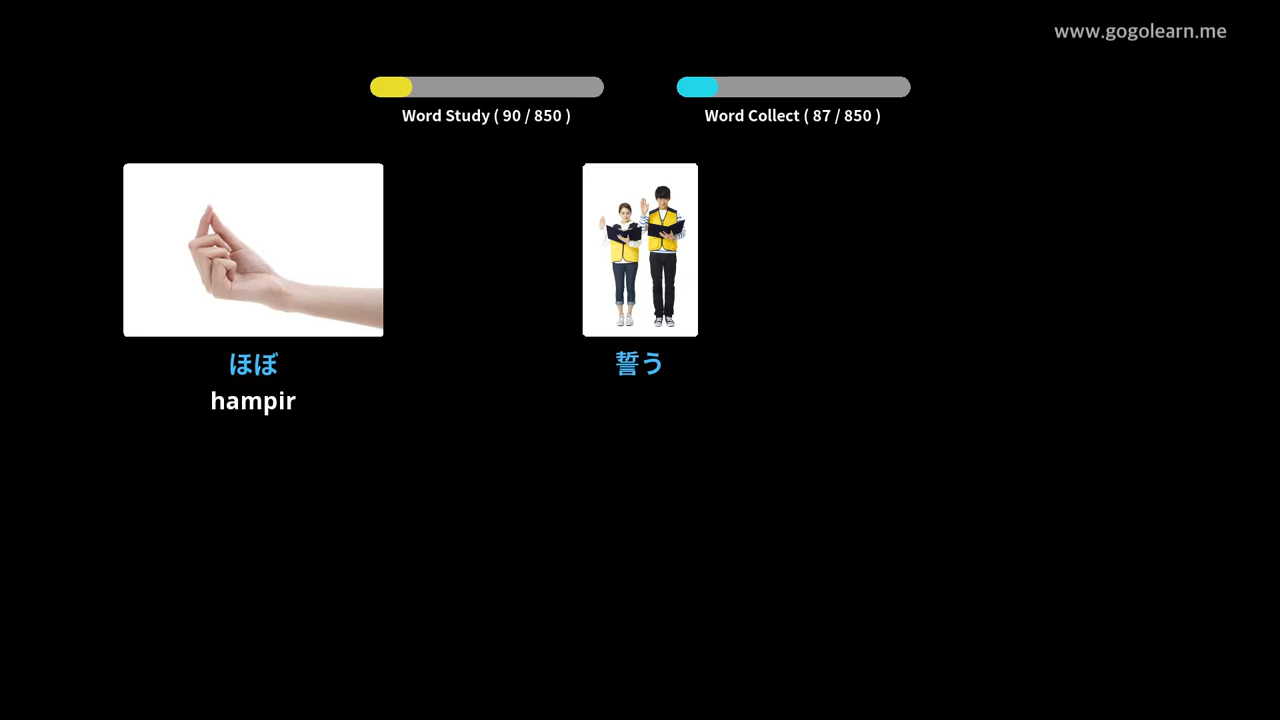 www.gogolearn.me
Word Study ( 90 / 850 )
Word Collect ( 87 / 850 )
ほぼ
hampir
誓う